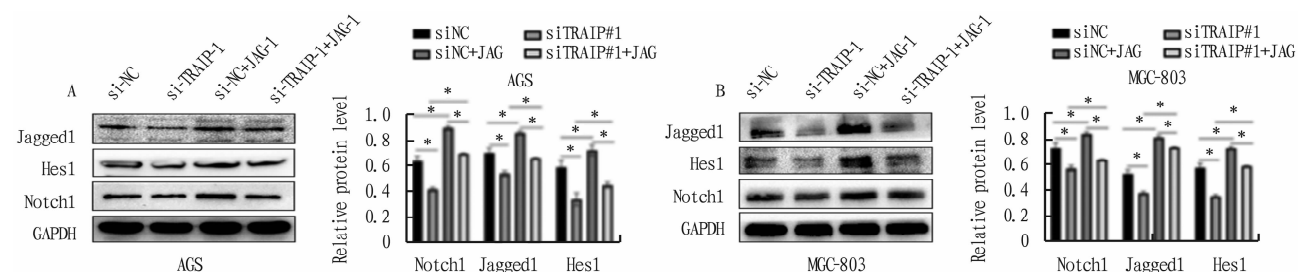 A
si-NC
si-TRAIP-1
si-NC+JAG-1
si-TRAIP-1+JAG-1
Jagged1
Hes1
Notch1
GAPDH
AGS
siNC
siTRAIP#1
siNC+JAG
siTRAIP#1+JAG
AGS
Relative protein level
1.0
0.8
0.6
0.4
0.2
0
* * * * * * * * * * * *
Notch1 Jagged1 Hes1
B
si-NC
si-TRAIP-1
si-NC+JAG-1
si-TRAIP-1+JAG-1
Jagged1
Hes1
Notch1
GAPDH
MGC-803
siNC
siTRAIP#1
siNC+JAG
siTRAIP#1+JAG
MGC-803
Relative protein level
1.0
0.8
0.6
0.4
0.2
0
* * * * * * * * * * * *
Notch1 Jagged1 Hes1